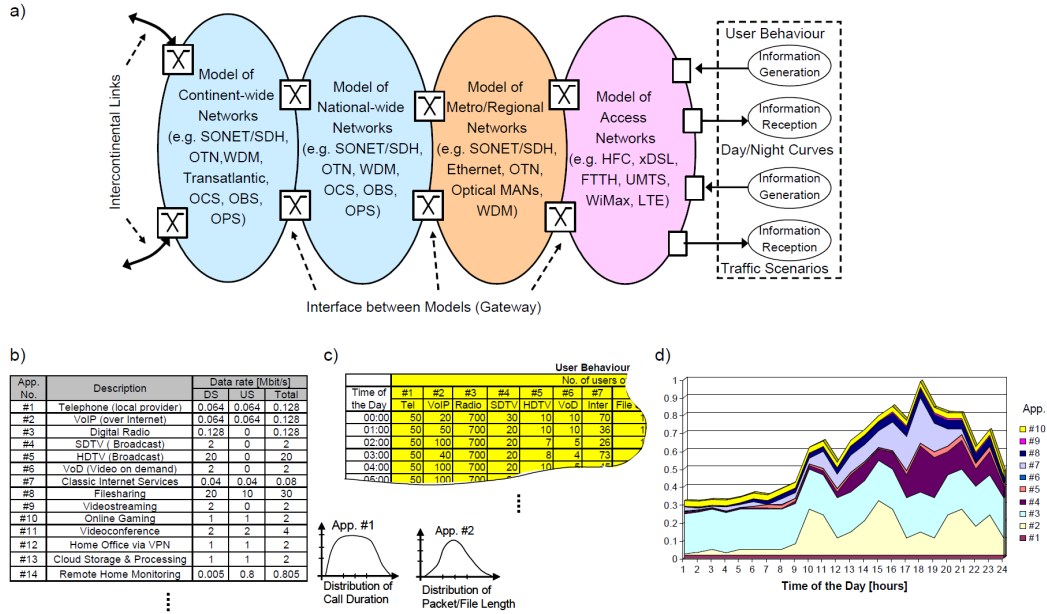 a)
Intercontinental Links
Model of
Continent-wide
Networks
(e.g. SONET/SDH,
OTN,WDM,
Transatlantic,
OCS, OBS,
OPS)
Model of
National-wide
Networks
(e.g. SONET/SDH,
OTN, WDM,
OCS, OBS,
OPS)
Model of
Metro/Regional
Networks
(e.g. SONET/SDH,
Ethernet, OTN,
Optical MANs,
WDM)
Model of
Access
Networks
(e.g. HFC, xDSL,
FTTH, UMTS,
WiMax, LTE)
User Behaviour
Information
Generation
Information
Reception
Day/Night Curves
Information
Generation
Information
Reception
Traffic Scenarios
Interface between Models (Gateway)
b)
App. No. Description Data rate [Mbit/s]
DS US Total
#1 Telephone (local provider) 0.064 0.064 0.128
#2 VoIP (over Internet) 0.064 0.064 0.128
#3 Digital Radio 0.128 0 0.128
#4 SDTV ( Broadcast) 2 0 2
#5 HDTV (Broadcast) 20 0 20
#6 VoD (Video on demand) 2 0 2
#7 Classic Internet Services 0.04 0.04 0.08
#8 Filesharing 20 10 30
#9 Videostreaming 2 0 2
#10 Online Gaming 1 1 2
#11 Videoconference 2 2 4
#12 Home Office via VPN 1 1 2
#13 Cloud Storage & Processing 1 1 2
#14 Remote Home Monitoring 0.005 0.8 0.805
c)
User Behaviour
No. of users o
Time of the Day #1 #2 #3 #4 #5 #6 #7
Tel VoIP Radio SDTV HDTV VoD Inter File
00:00 50 20 700 30 10 10 70
01:00 50 50 700 20 10 10 36 1
02:00 50 100 700 20 7 5 26
03:00 50 40 700 20 8 4 73
04:00 50 100 700 20 10
05:00 50 100 700
App. #1
Distribution of
Call Duration
App. #2
Distribution of
Packet/File Length
d)
1
0.9
0.8
0.7
0.6
0.5
0.4
0.3
0.2
0.1
0
1 2 3 4 5 6 7 8 9 10 11 12 13 14 15 16 17 18 19 20 21 22 23 24
Time of the Day [hours]
App.
#10
#9
#8
#7
#6
#5
#4
#3
#2
#1